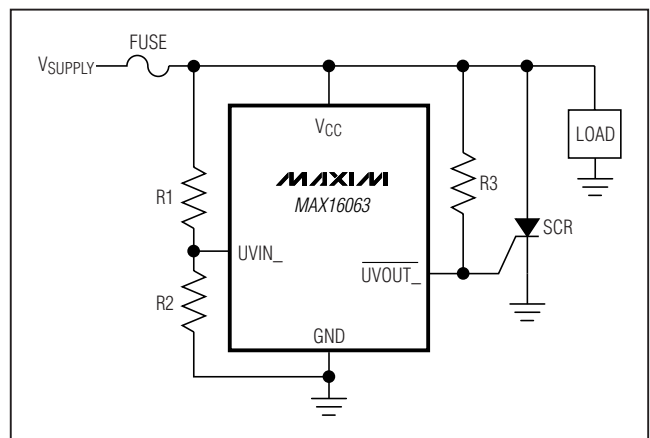 FUSE
VSUPPLY
VCC
LOAD
MAXIM
MAX16063
R1
R3
SCR
UVIN_
UVOUT_
R2
GND